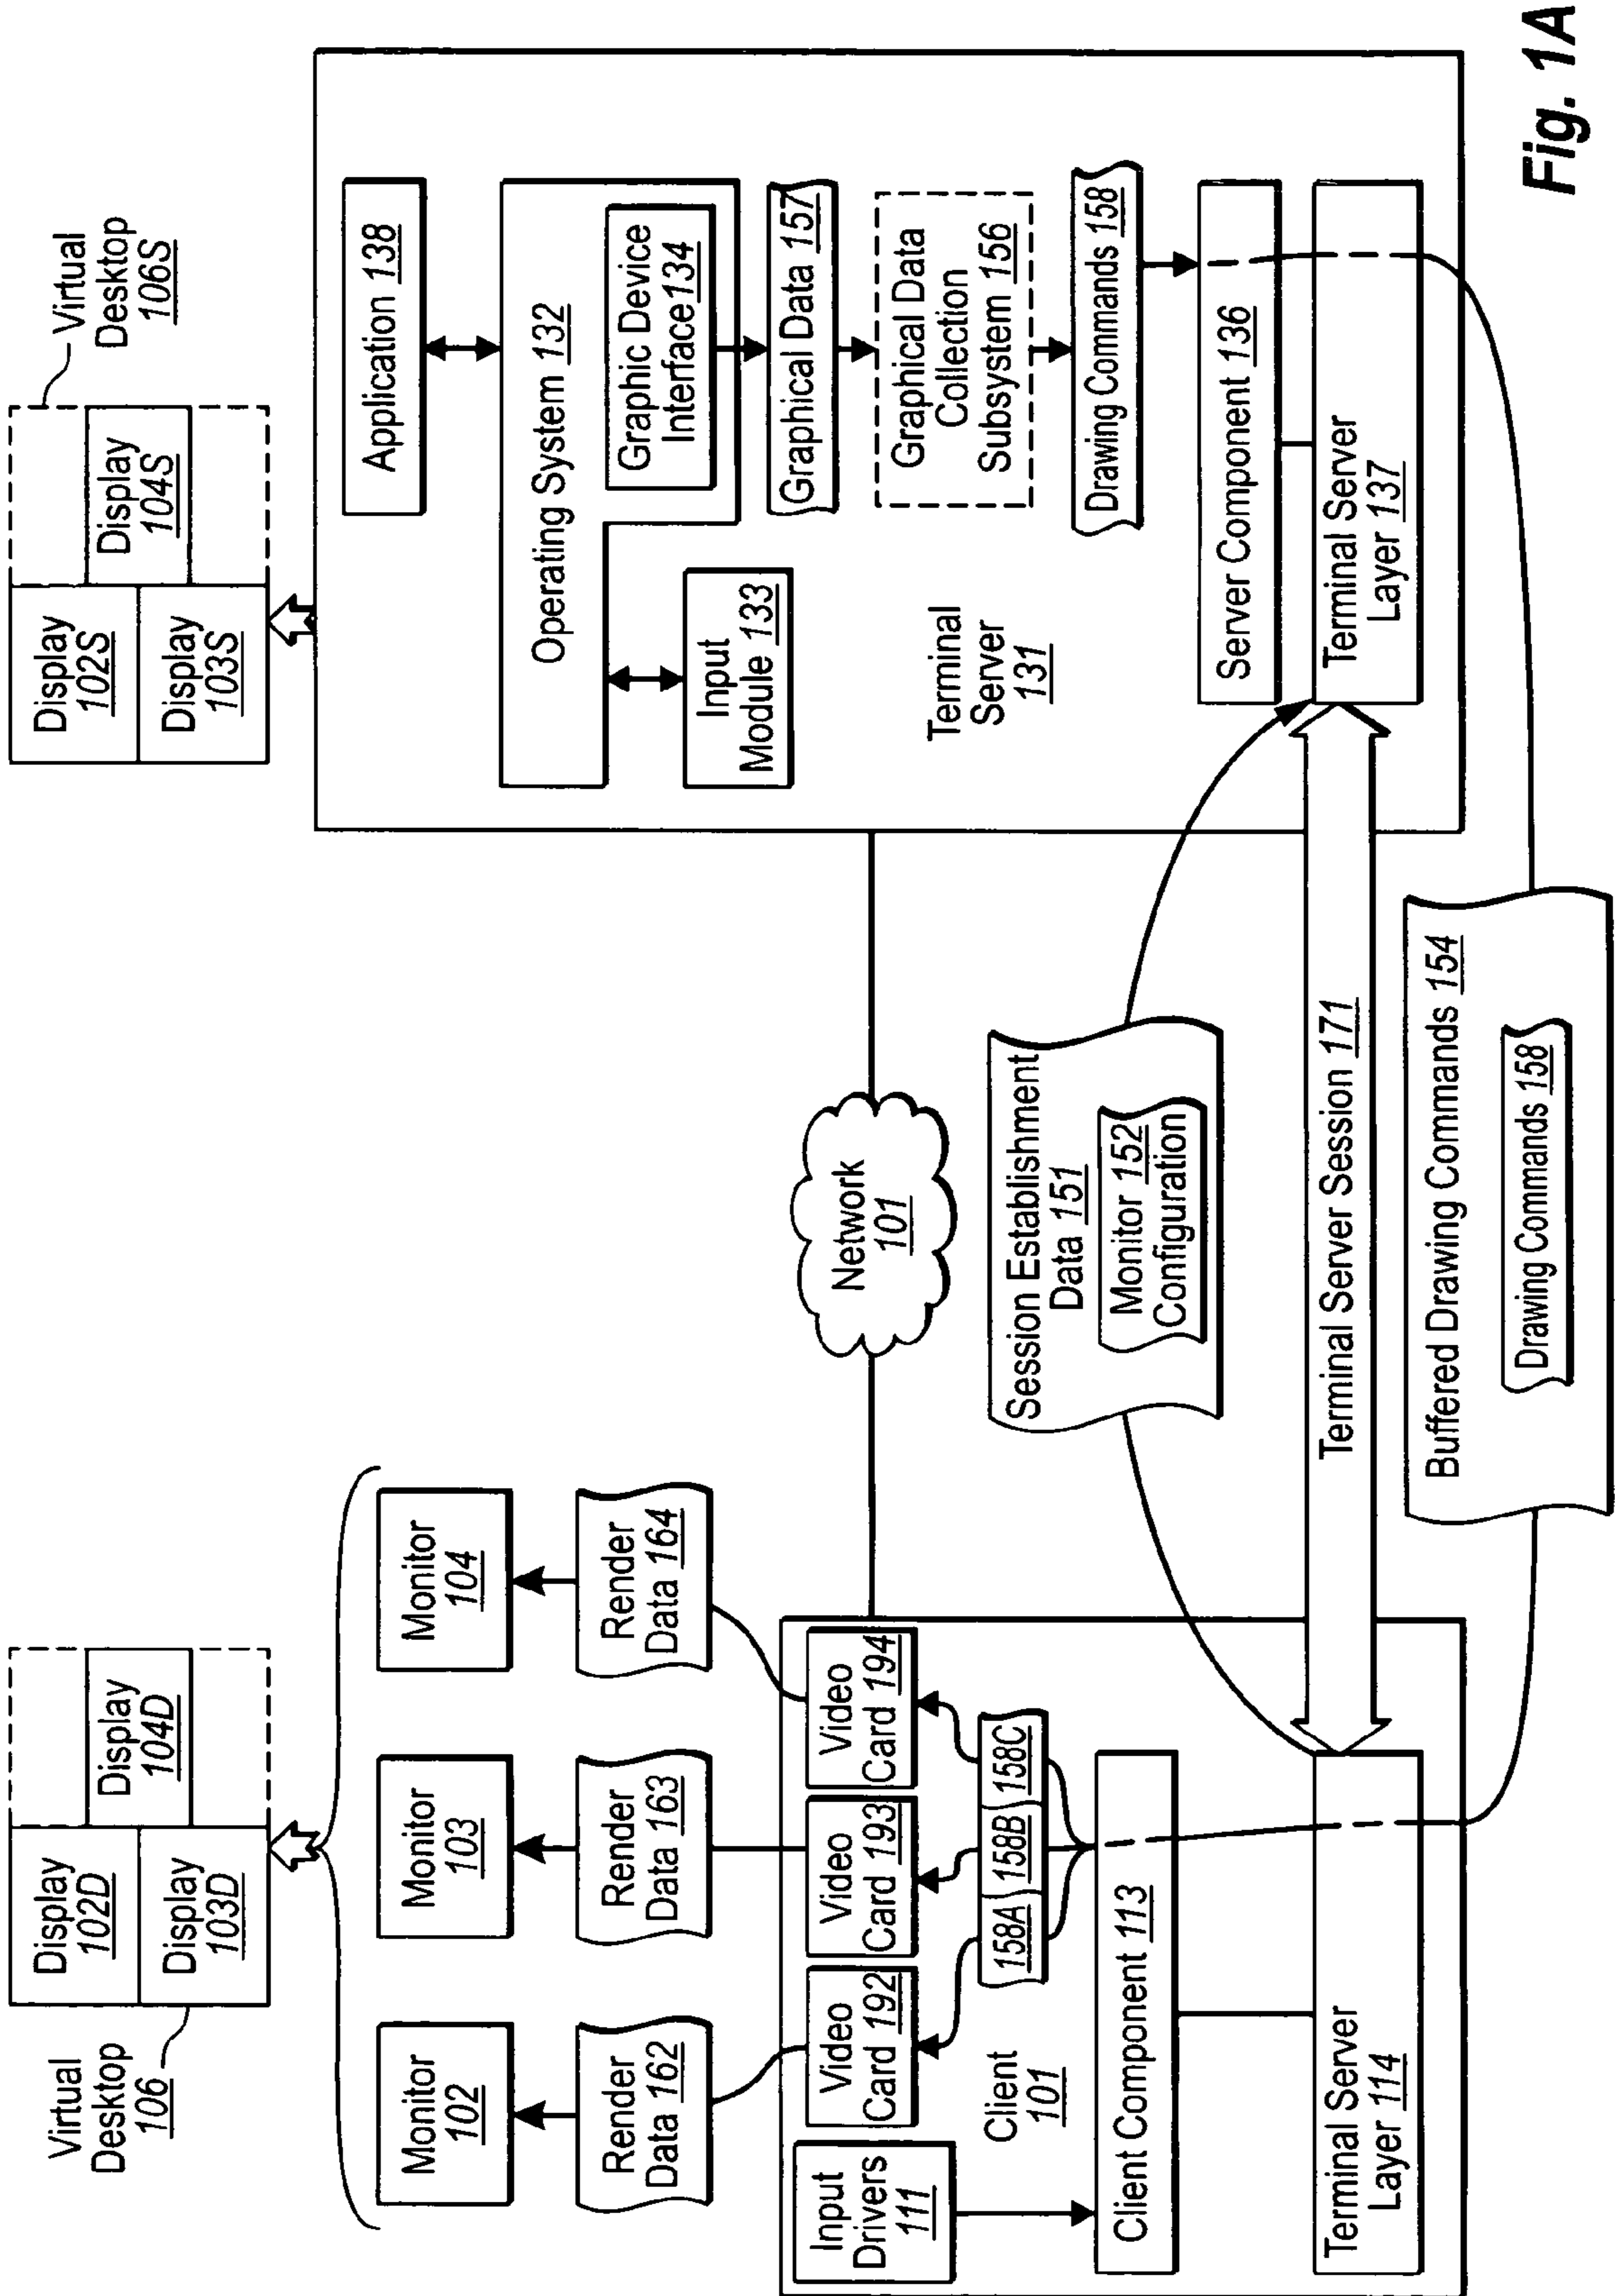 Virtual
Desktop
106
Display
102D
Display
103D
Display
104D
Monitor
102
Monitor
103
Monitor
104
Render
Data 162
Render
Data 163
Render
Data 164
Input
Drivers
111
Video
Card 192
Video
Card 193
Video
Card 194
Client
101
158A
158B
158C
Client Component 113
Terminal Server
Layer 114
Network
101
Session Establishment
Data 151
Monitor 152
Configuration
Terminal Server Session 171
Buffered Drawing Commands 154
Drawing Commands 158
Virtual
Desktop
106S
Display
102S
Display
103S
Display
104S
Application 138
Operating System 132
Graphic Device
Interface 134
Input
Module 133
Graphical Data 157
Graphical Data
Collection
Subsystem 156
Terminal
Server
131
Drawing Commands 158
Server Component 136
Terminal Server
Layer 137
Fig. 1A